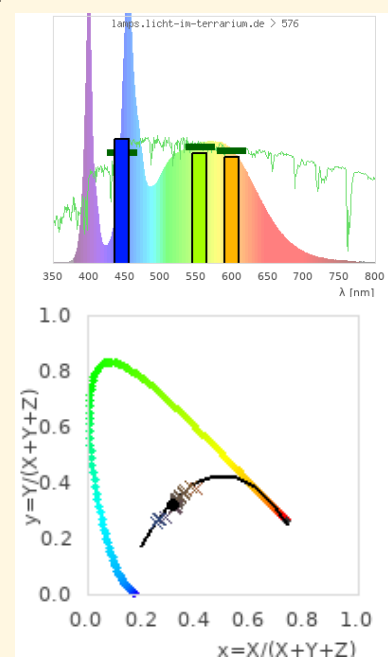 lamps.licht-im-terrarium.de > 576
350 400 450 500 550 600 650 700 750 800
λ [nm]
1.0
0.8
0.6
0.4
0.2
0.0
y=Y/(X+Y+Z)
0.0 0.2 0.4 0.6 0.8 1.0
x=X/(X+Y+Z)